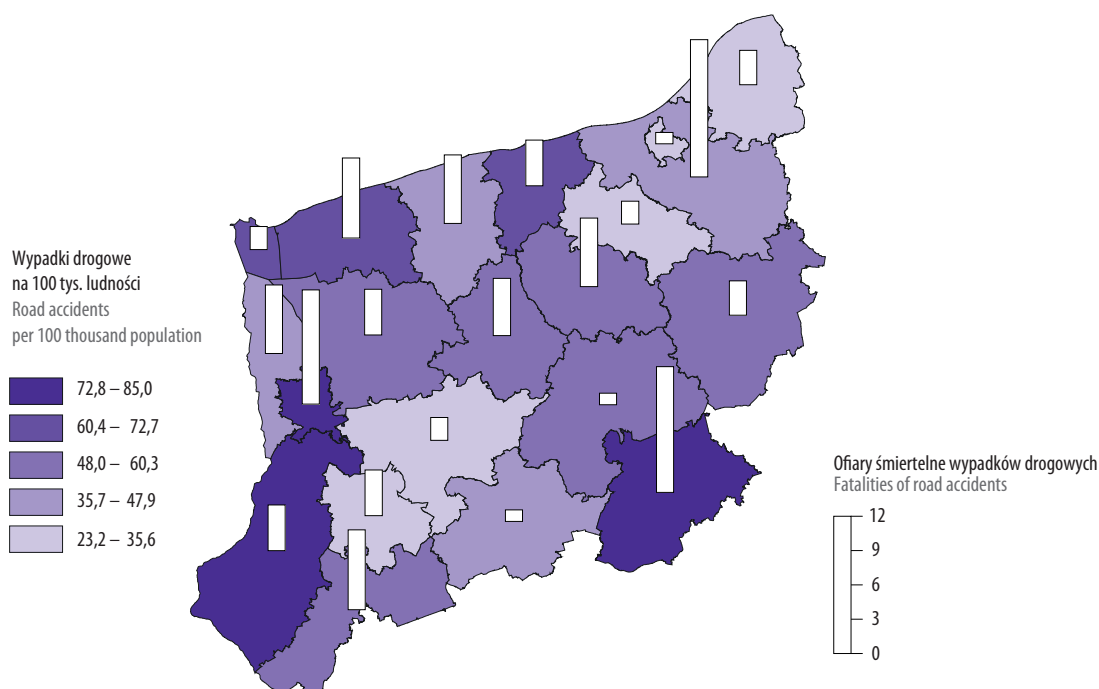 Wypadki drogowe
na 100 tys. ludności
Road accidents
per 100 thousand population
72,8 – 85,0
60,4 – 72,7
48,0 – 60,3
35,7 – 47,9
23,2 – 35,6
Ofiary śmiertelne wypadków drogowych
Fatalities of road accidents
12
9
6
3
0